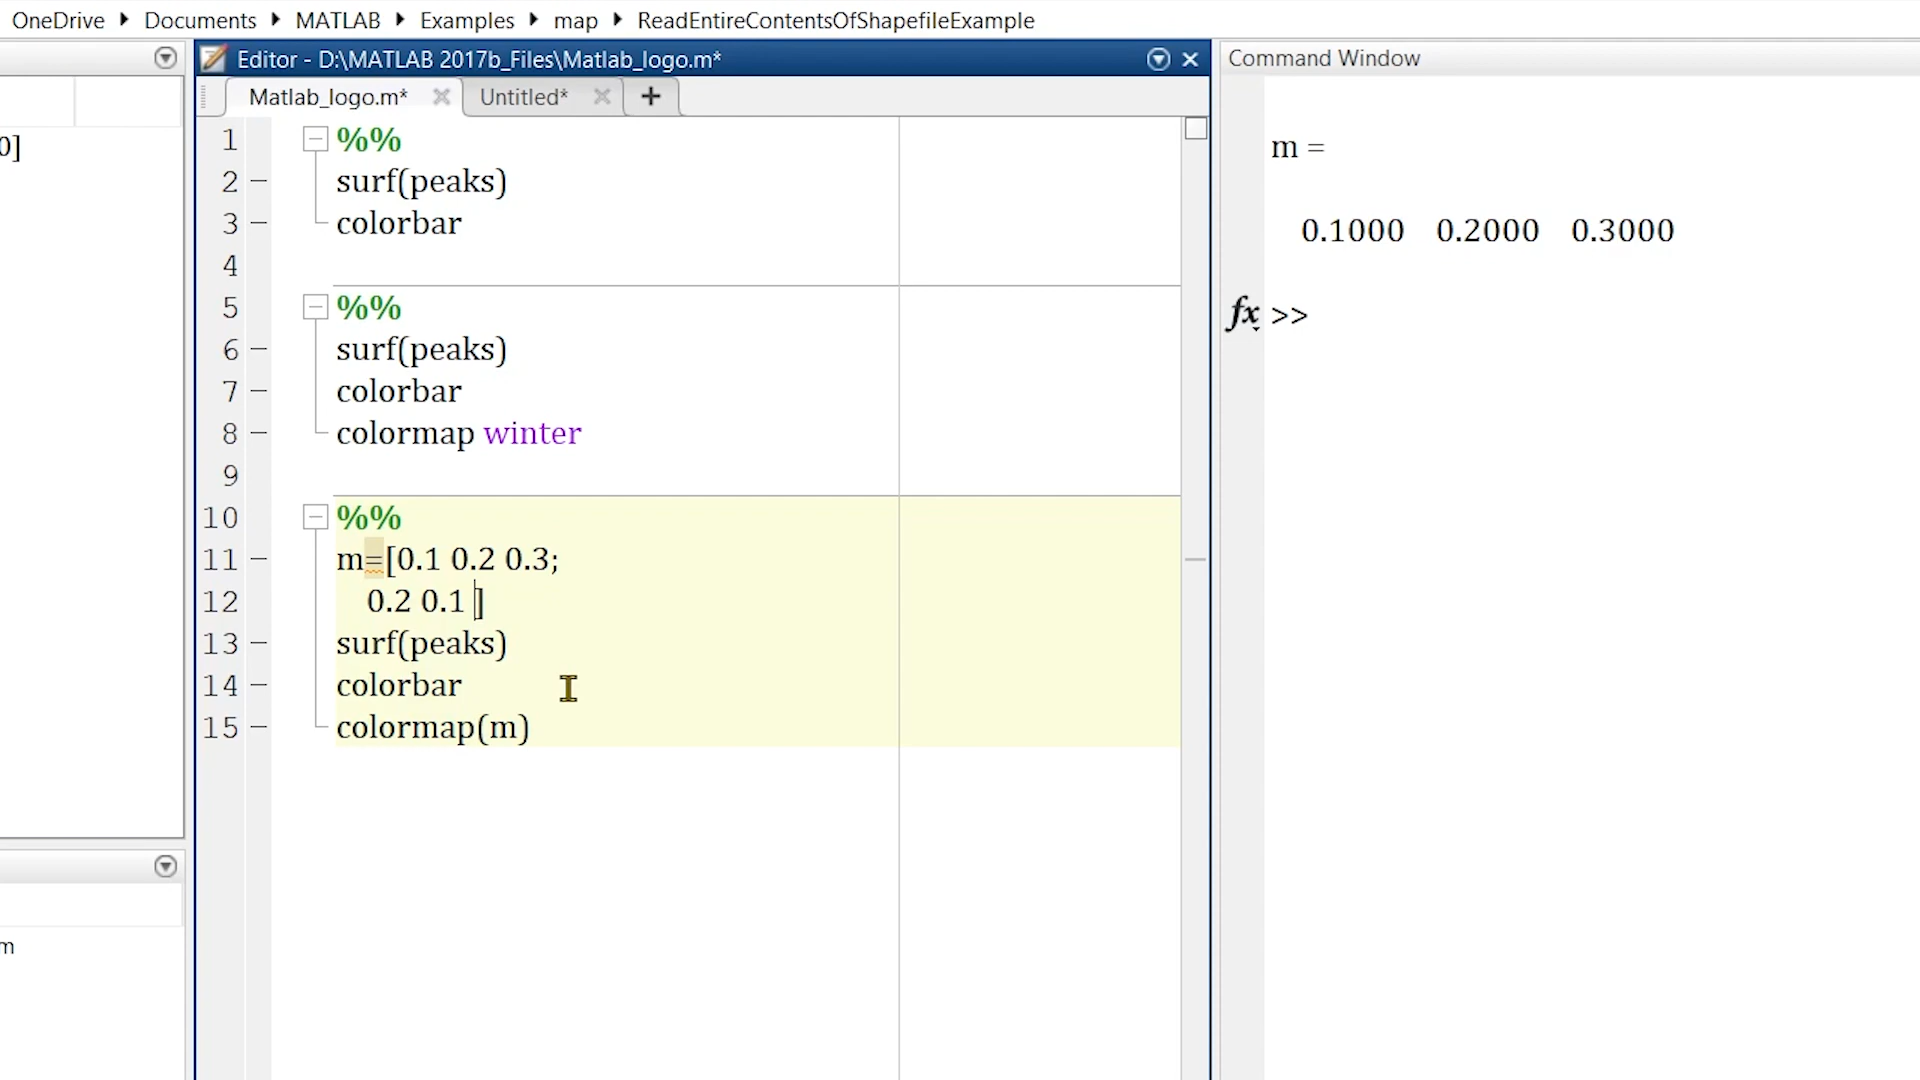 OneDrive Documents MATLAB Examples map ReadEntireContentsOfShapefileExample
Editor - D:\MATLAB 2017b_Files\Matlab_logo.m*
Matlab_logo.m* Untitled* +
0]
m
1 %%
2 – surf(peaks)
3 – colorbar
4
5 %%
6 – surf(peaks)
7 – colorbar
8 – colormap winter
9
10 %%
11 – m=[0.1 0.2 0.3;
12 0.2 0.1 ]
13 – surf(peaks)
14 – colorbar
15 – colormap(m)
Command Window
m =
0.1000 0.2000 0.3000
fx >>